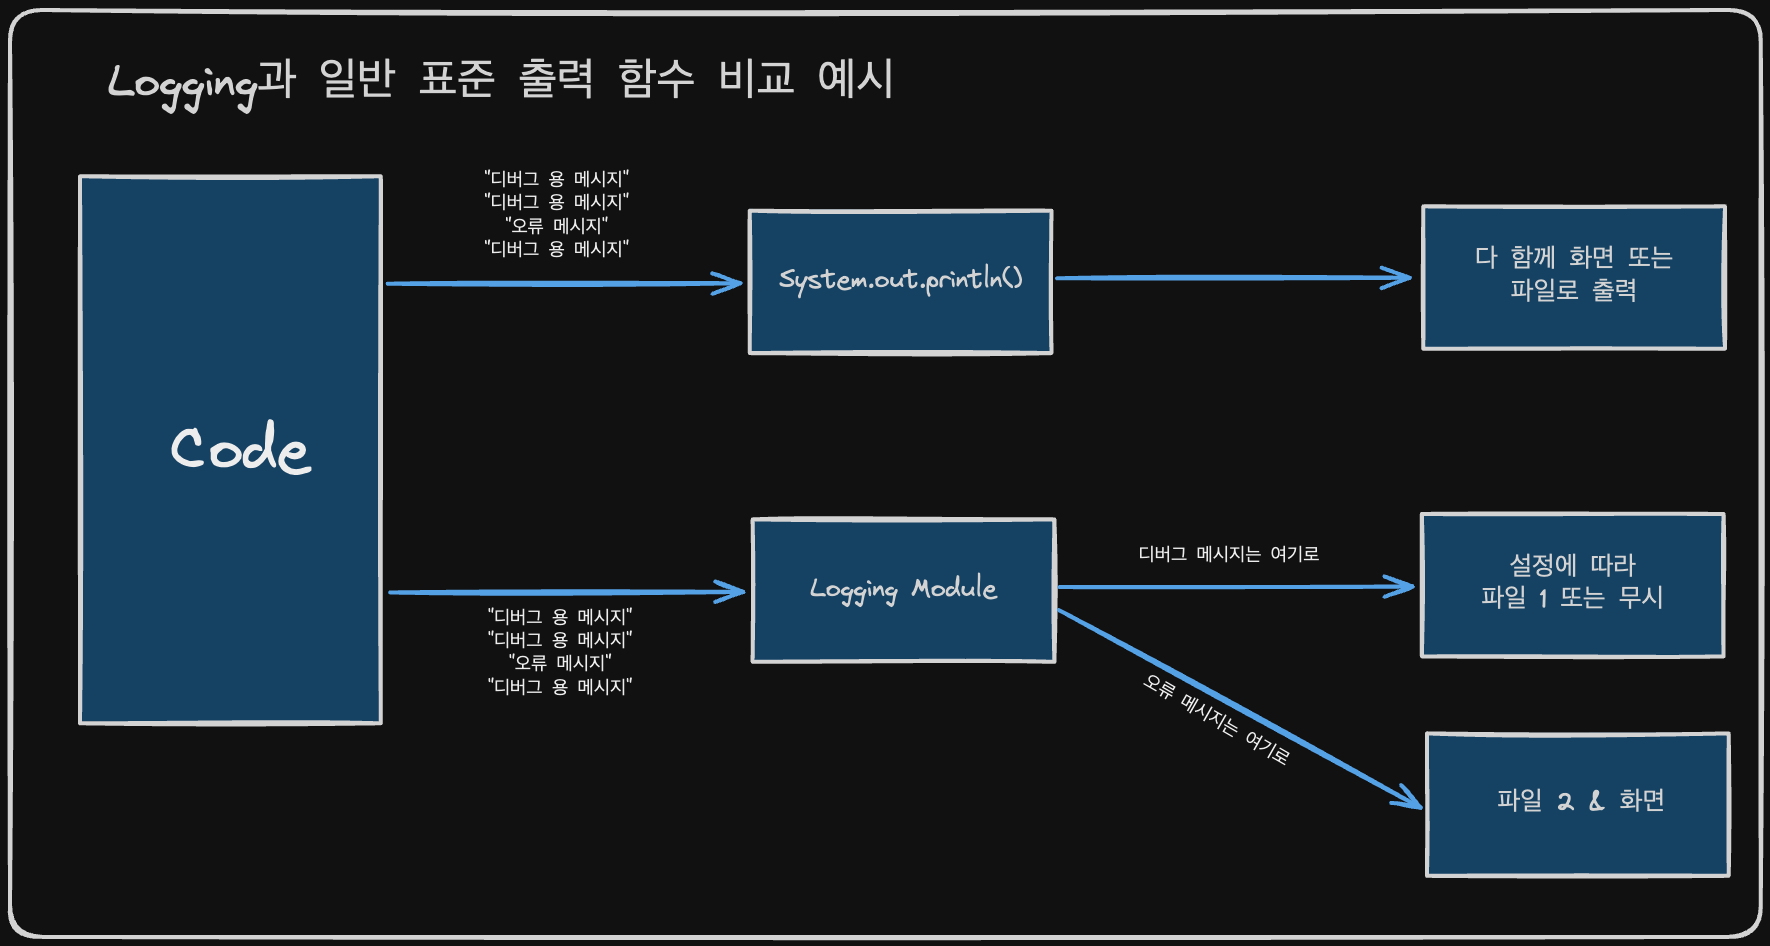 Logging과 일반 표준 출력 함수 비교 예시
"디버그 용 메시지"
"디버그 용 메시지"
"오류 메시지"
"디버그 용 메시지"
System.out.println()
다 함께 화면 또는
파일로 출력
Code
Logging Module
"디버그 용 메시지"
"디버그 용 메시지"
"오류 메시지"
"디버그 용 메시지"
디버그 메시지는 여기로
설정에 따라
파일 1 또는 무시
오류 메시지는 여기로
파일 2 & 화면